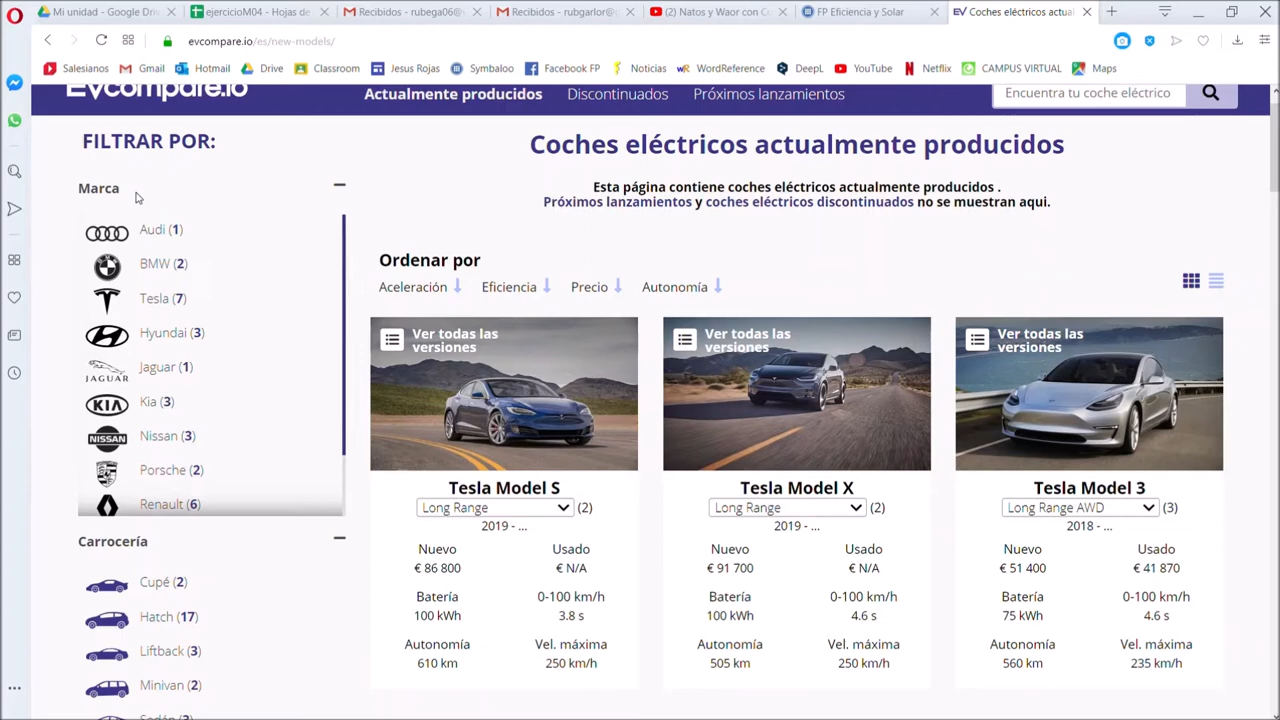 Mi unidad - Google Driv
ejercicioM04 - Hojas de
Recibidos - rubega06@
Recibidos - rubgarlor@
(2) Natos y Waor con C
FP Eficiencia y Solar
EV Coches eléctricos actual
evcompare.io/es/new-models/
Salesianos
Gmail
Hotmail
Drive
Classroom
Jesus Rojas
Symbaloo
Facebook FP
Noticias
WordReference
DeepL
YouTube
Netflix
CAMPUS VIRTUAL
Maps
EVcompare.io
Actualmente producidos
Discontinuados
Próximos lanzamientos
Encuentra tu coche eléctrico
FILTRAR POR:
Marca
Audi (1)
BMW (2)
Tesla (7)
Hyundai (3)
JAGUAR
Jaguar (1)
KIA
Kia (3)
NISSAN
Nissan (3)
Porsche (2)
Renault (6)
Carrocería
Cupé (2)
Hatch (17)
Liftback (3)
Minivan (2)
Coches eléctricos actualmente producidos
Esta página contiene coches eléctricos actualmente producidos .
Próximos lanzamientos y coches eléctricos discontinuados no se muestran aqui.
Ordenar por
Aceleración
Eficiencia
Precio
Autonomía
Ver todas las
versiones
Tesla Model S
Long Range (2)
2019 - ...
Nuevo Usado
€ 86 800 € N/A
Batería 0-100 km/h
100 kWh 3.8 s
Autonomía Vel. máxima
610 km 250 km/h
Ver todas las
versiones
Tesla Model X
Long Range (2)
2019 - ...
Nuevo Usado
€ 91 700 € N/A
Batería 0-100 km/h
100 kWh 4.6 s
Autonomía Vel. máxima
505 km 250 km/h
Ver todas las
versiones
Tesla Model 3
Long Range AWD (3)
2018 - ...
Nuevo Usado
€ 51 400 € 41 870
Batería 0-100 km/h
75 kWh 4.6 s
Autonomía Vel. máxima
560 km 235 km/h